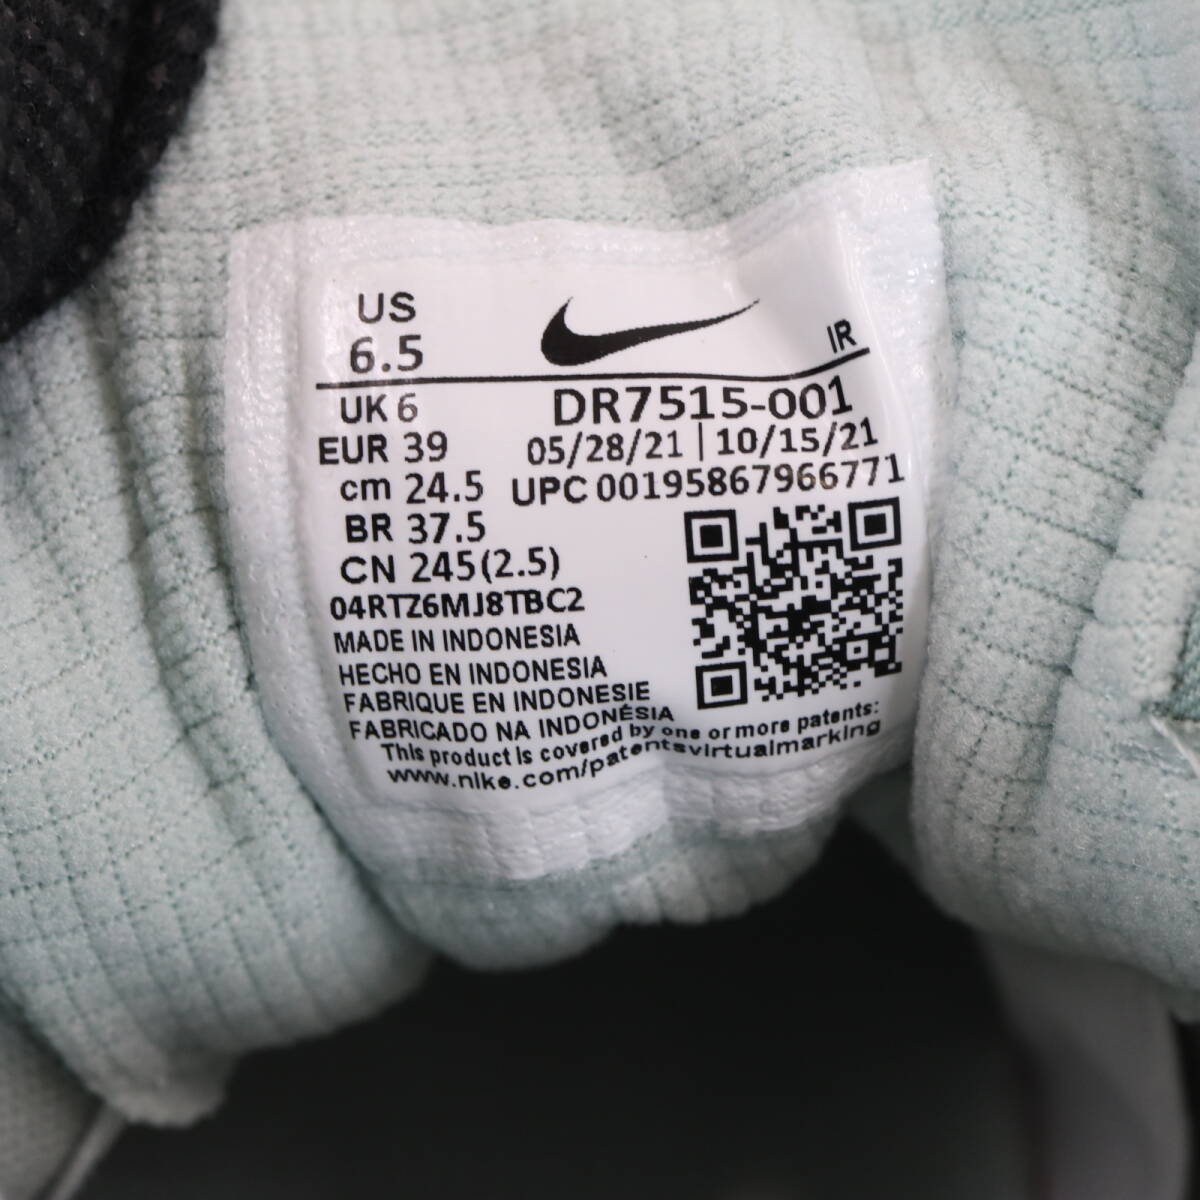 US
6.5
IR
UK 6
DR7515-001
EUR 39
05/28/21 | 10/15/21
cm 24.5
UPC 00195867966771
BR 37.5
CN 245(2.5)
04RTZ6MJ8TBC2
MADE IN INDONESIA
HECHO EN INDONESIA
FABRIQUE EN INDONESIE
FABRICADO NA INDONÉSIA
This product is covered by one or more patents:
www.nike.com/patentsvirtualmarking